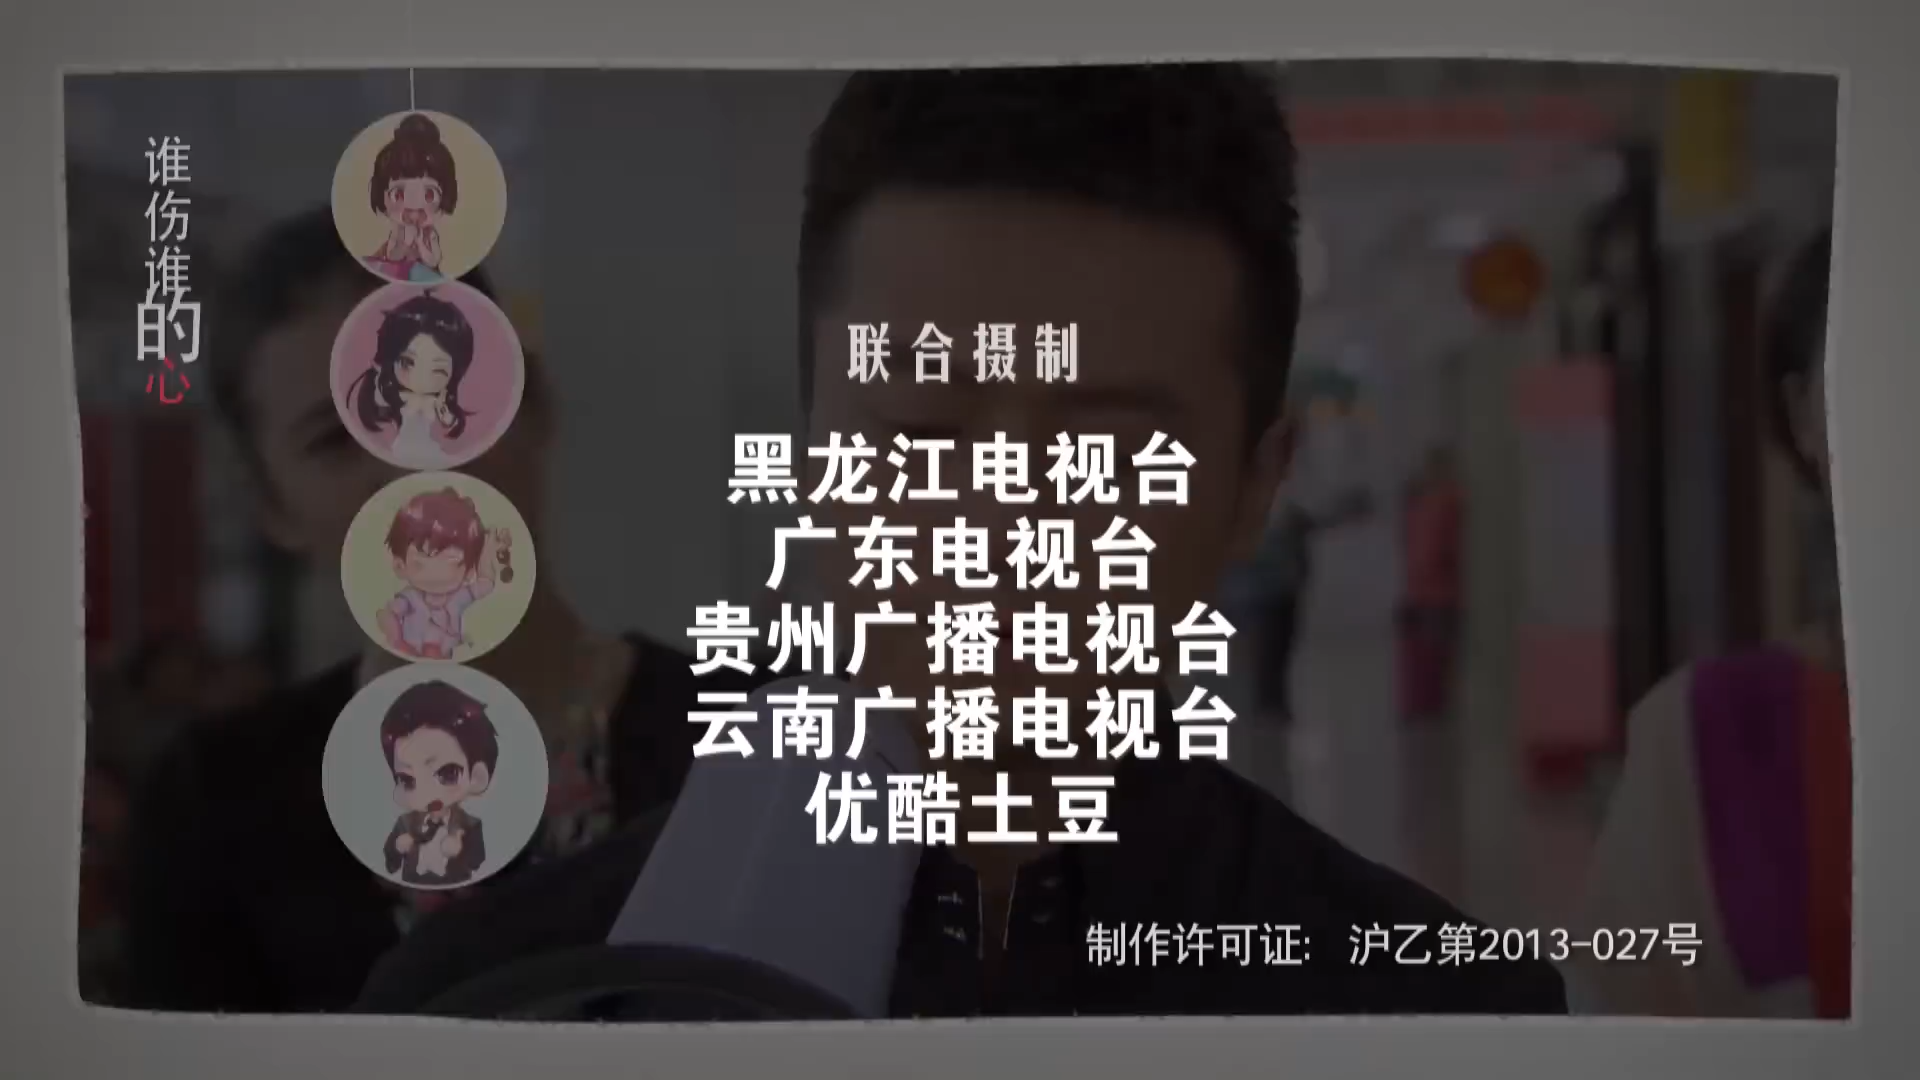 谁伤谁的心
联合摄制
黑龙江电视台
广东电视台
贵州广播电视台
云南广播电视台
优酷土豆
制作许可证: 沪乙第2013-027号